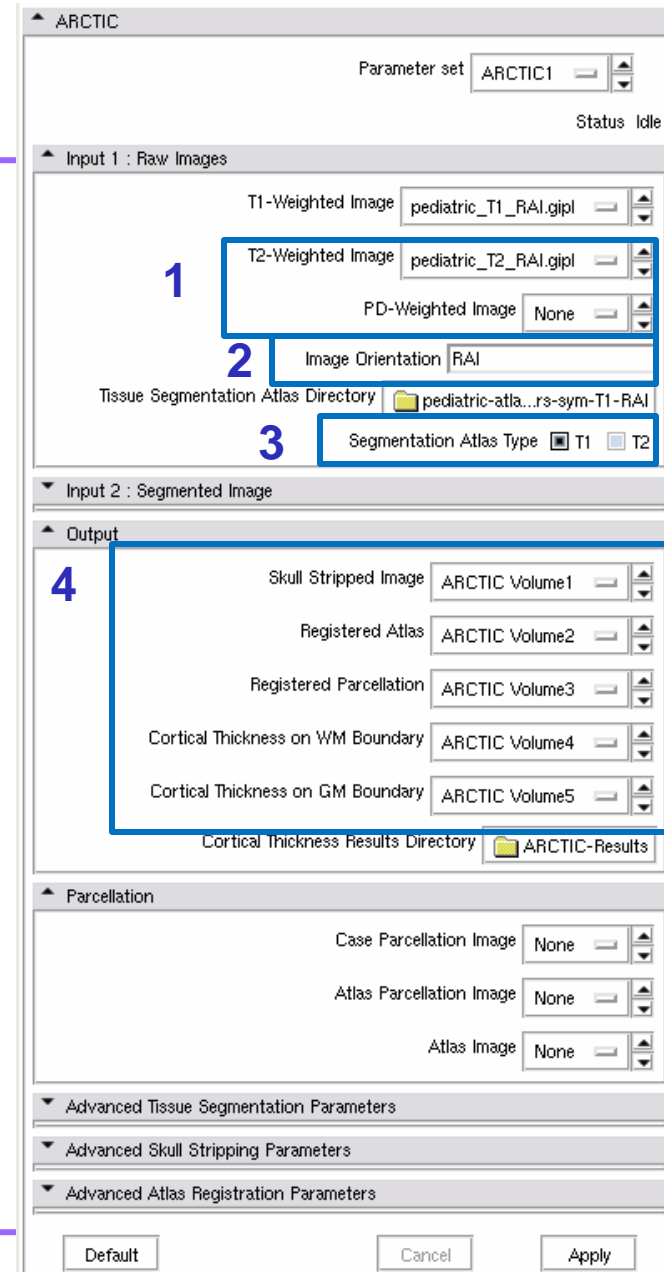 ARCTIC
Parameter set ARCTIC1
Status Idle
Input 1 : Raw Images
T1-Weighted Image pediatric_T1_RAI.gipl
1
T2-Weighted Image pediatric_T2_RAI.gipl
PD-Weighted Image None
2
Image Orientation RAI
Tissue Segmentation Atlas Directory pediatric-atla...rs-sym-T1-RAI
3
Segmentation Atlas Type T1 T2
Input 2 : Segmented Image
Output
4
Skull Stripped Image ARCTIC Volume1
Registered Atlas ARCTIC Volume2
Registered Parcellation ARCTIC Volume3
Cortical Thickness on WM Boundary ARCTIC Volume4
Cortical Thickness on GM Boundary ARCTIC Volume5
Cortical Thickness Results Directory ARCTIC-Results
Parcellation
Case Parcellation Image None
Atlas Parcellation Image None
Atlas Image None
Advanced Tissue Segmentation Parameters
Advanced Skull Stripping Parameters
Advanced Atlas Registration Parameters
Default Cancel Apply